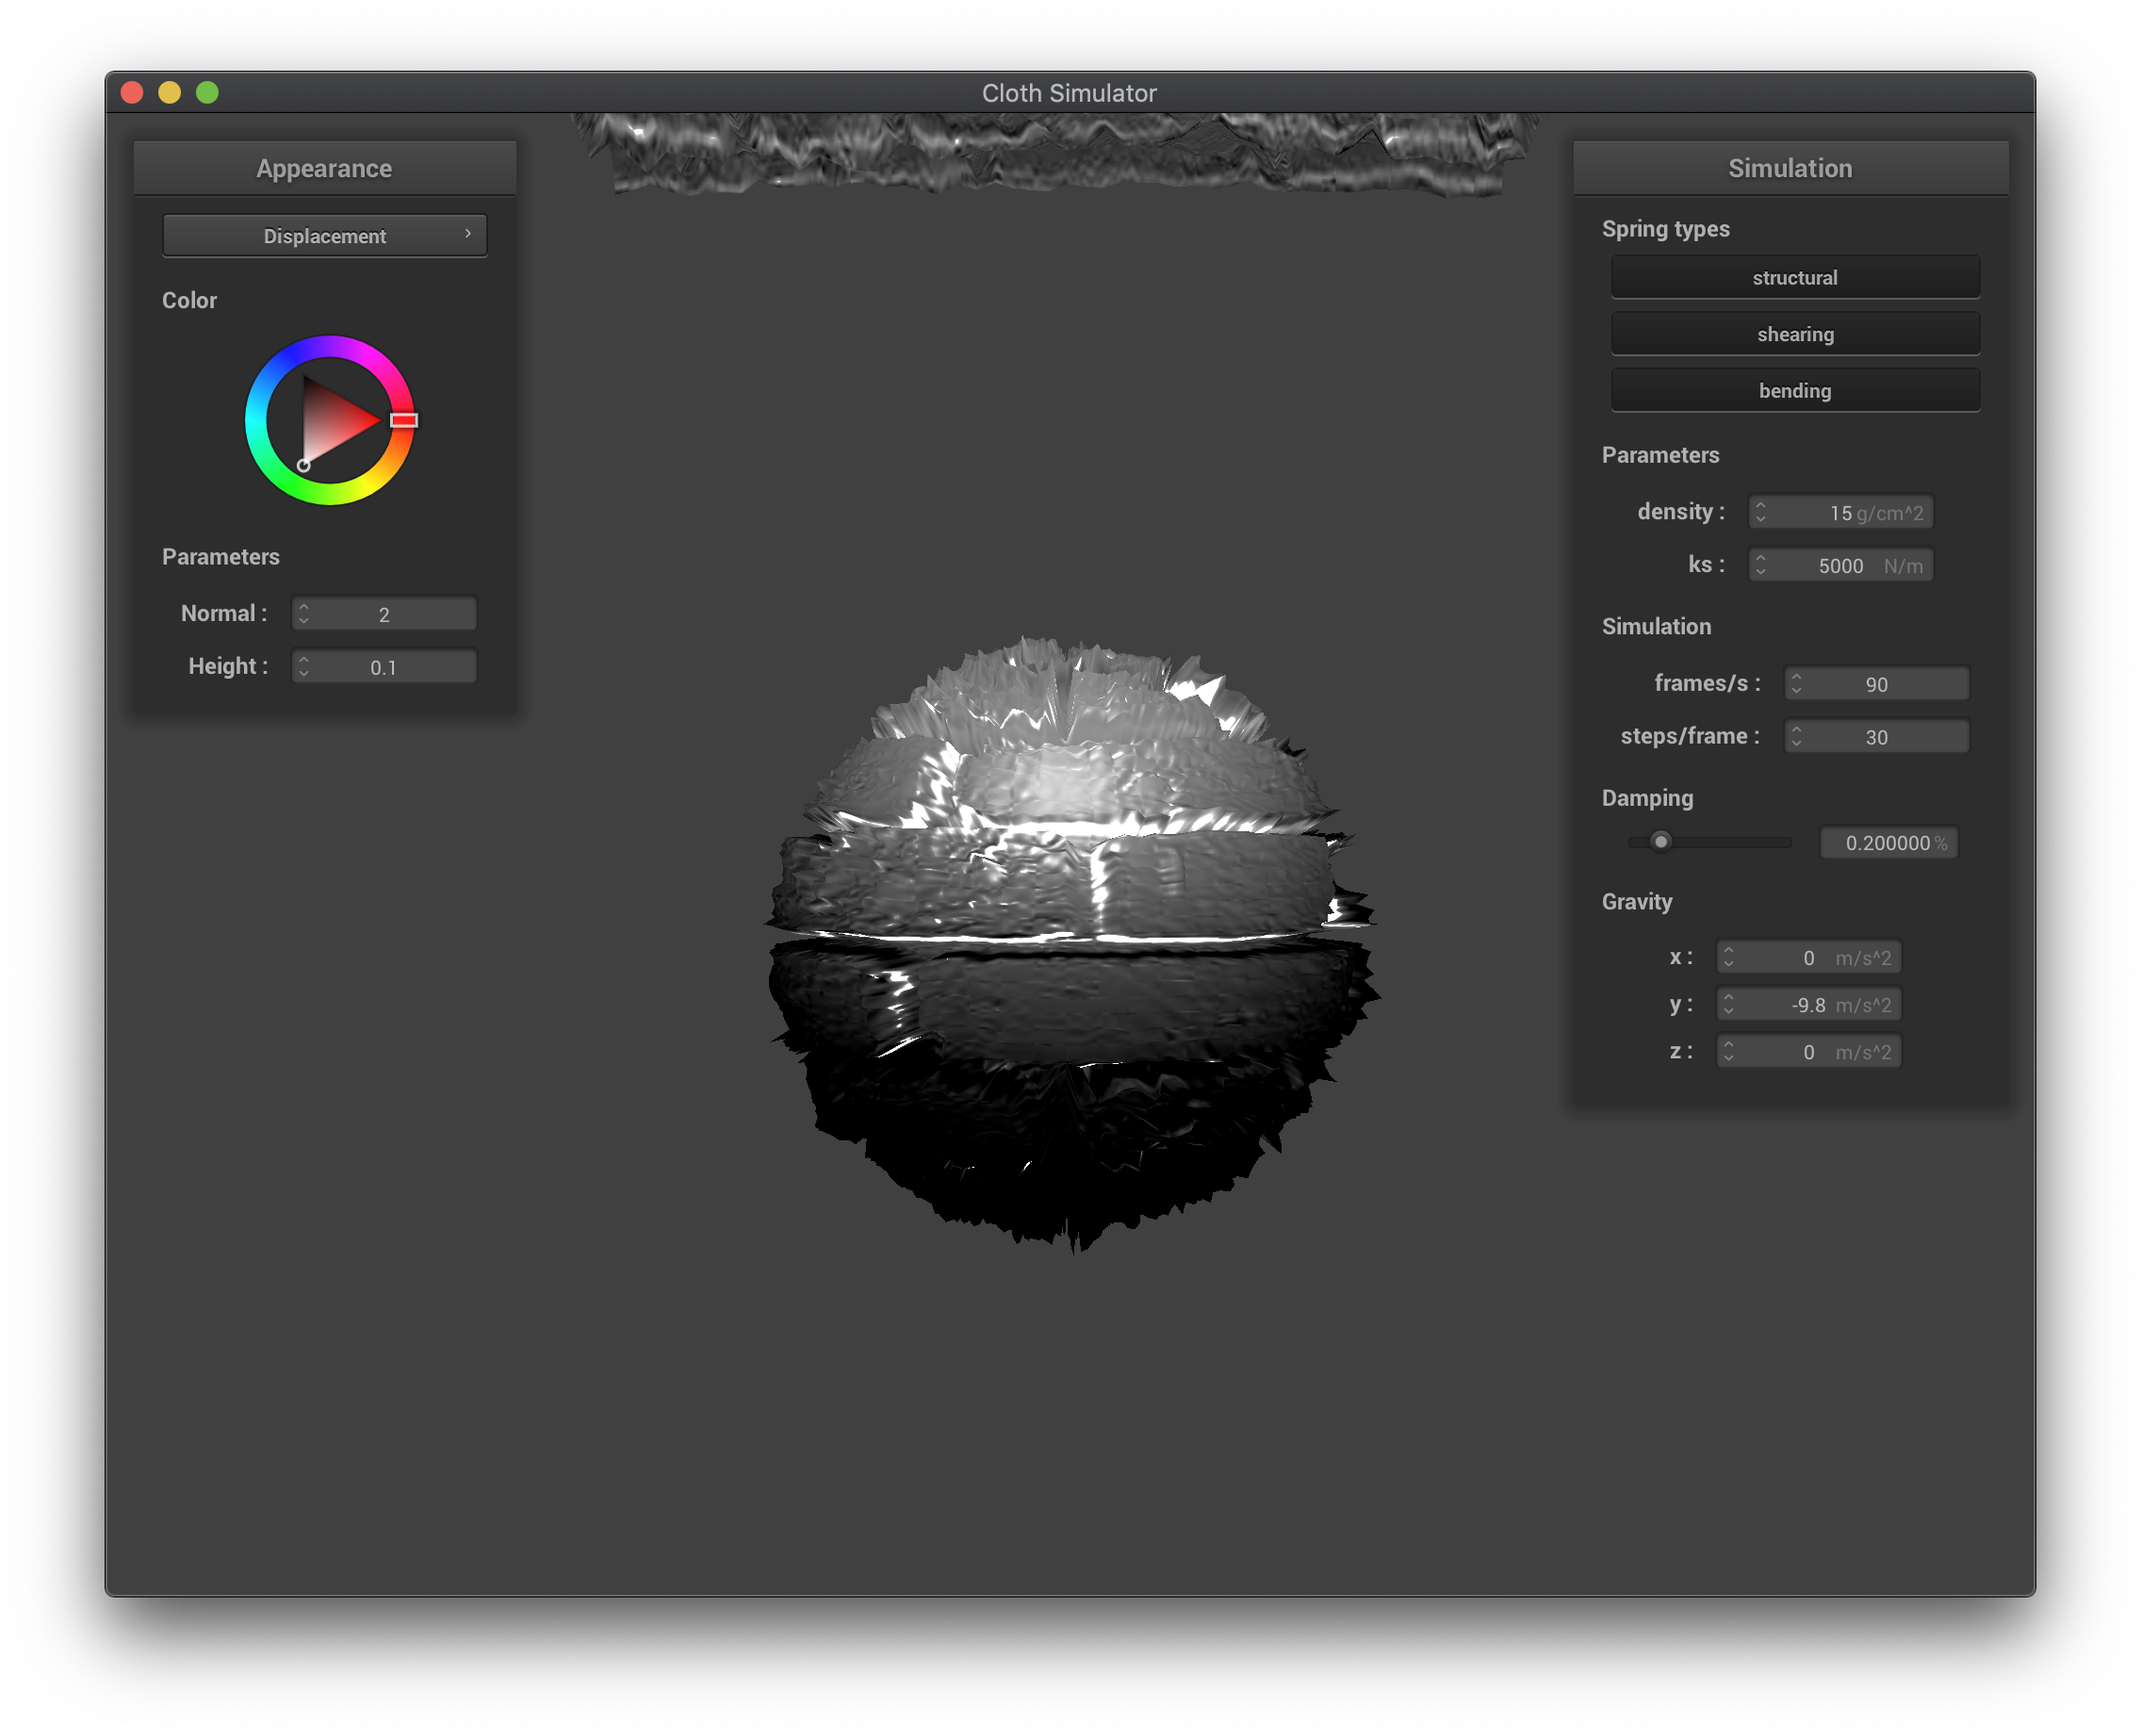 Cloth Simulator
Appearance
Displacement ›
Color
Parameters
Normal : 2
Height : 0.1
Simulation
Spring types
structural
shearing
bending
Parameters
density : 15 g/cm^2
ks : 5000 N/m
Simulation
frames/s : 90
steps/frame : 30
Damping
0.200000 %
Gravity
x : 0 m/s^2
y : -9.8 m/s^2
z : 0 m/s^2